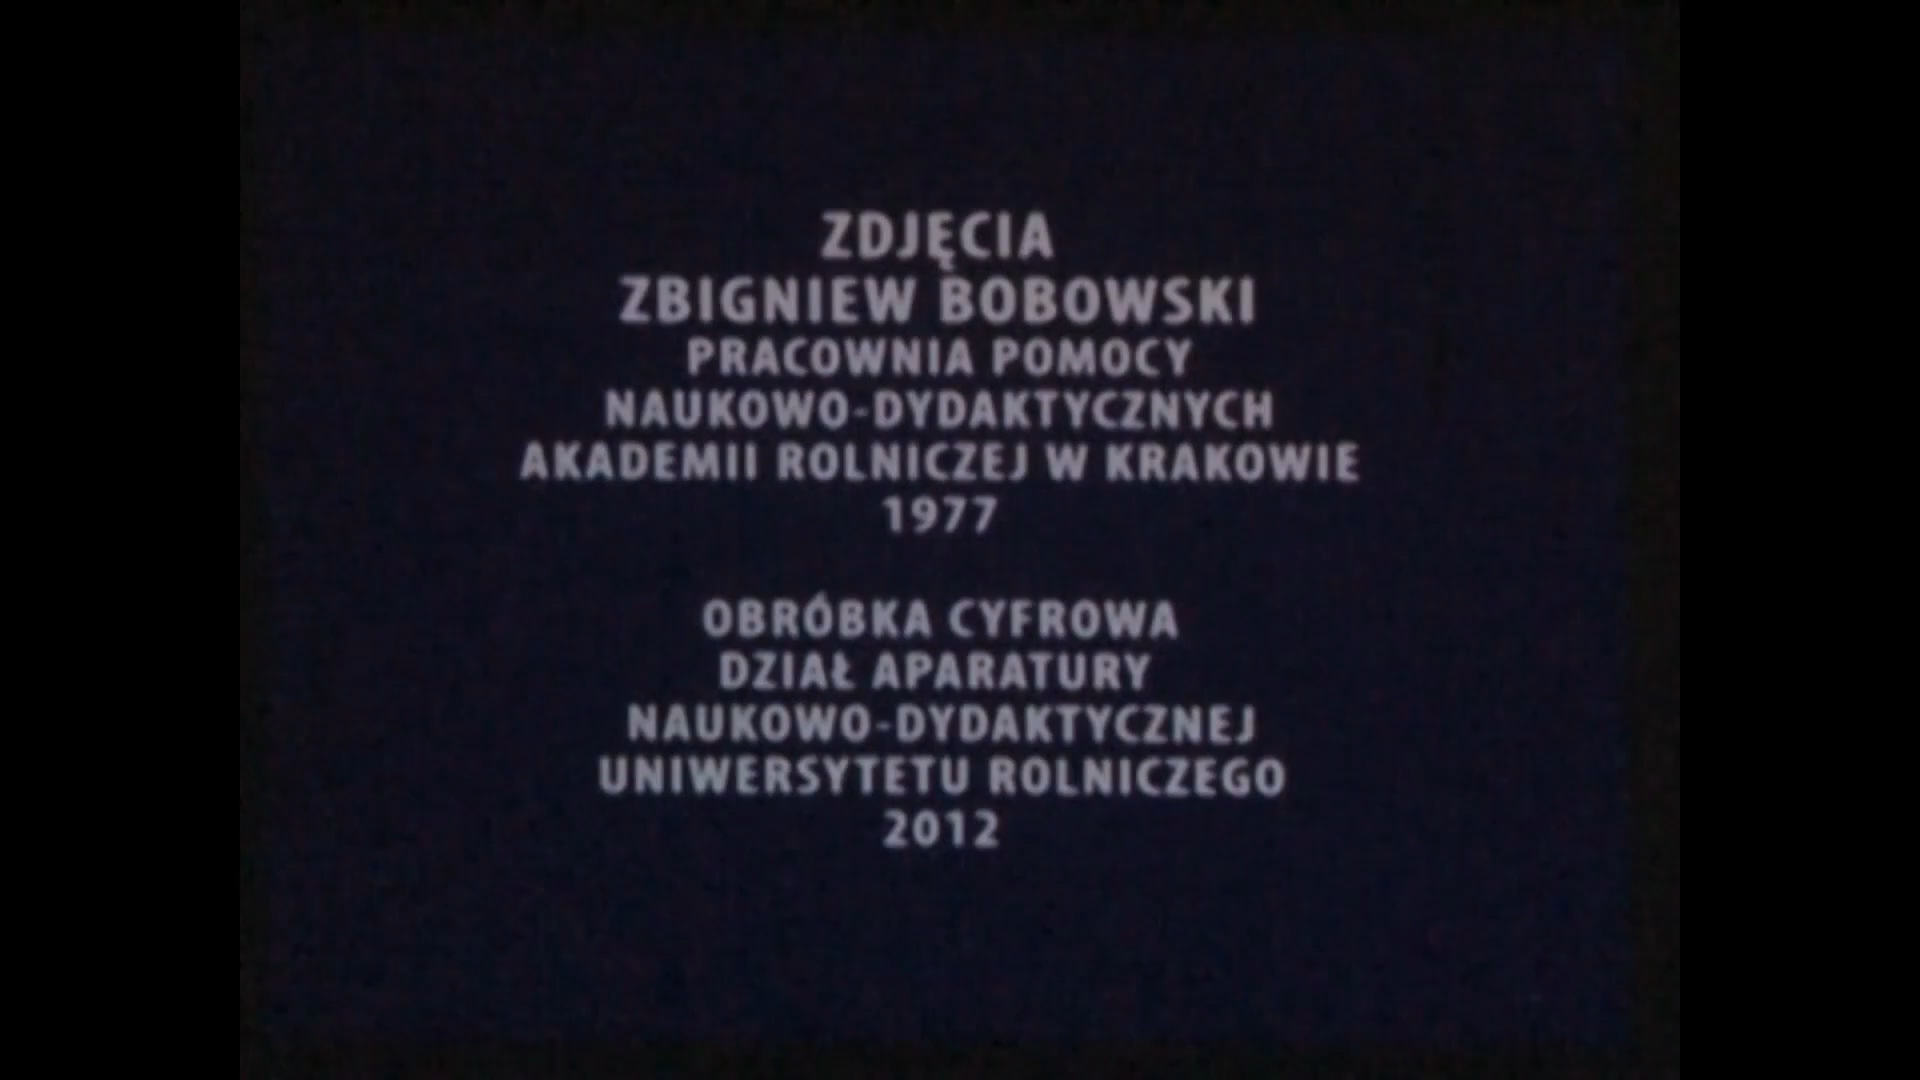 ZDJĘCIA
ZBIGNIEW BOBOWSKI
PRACOWNIA POMOCY
NAUKOWO-DYDAKTYCZNYCH
AKADEMII ROLNICZEJ W KRAKOWIE
1977
OBRÓBKA CYFROWA
DZIAŁ APARATURY
NAUKOWO-DYDAKTYCZNEJ
UNIWERSYTETU ROLNICZEGO
2012